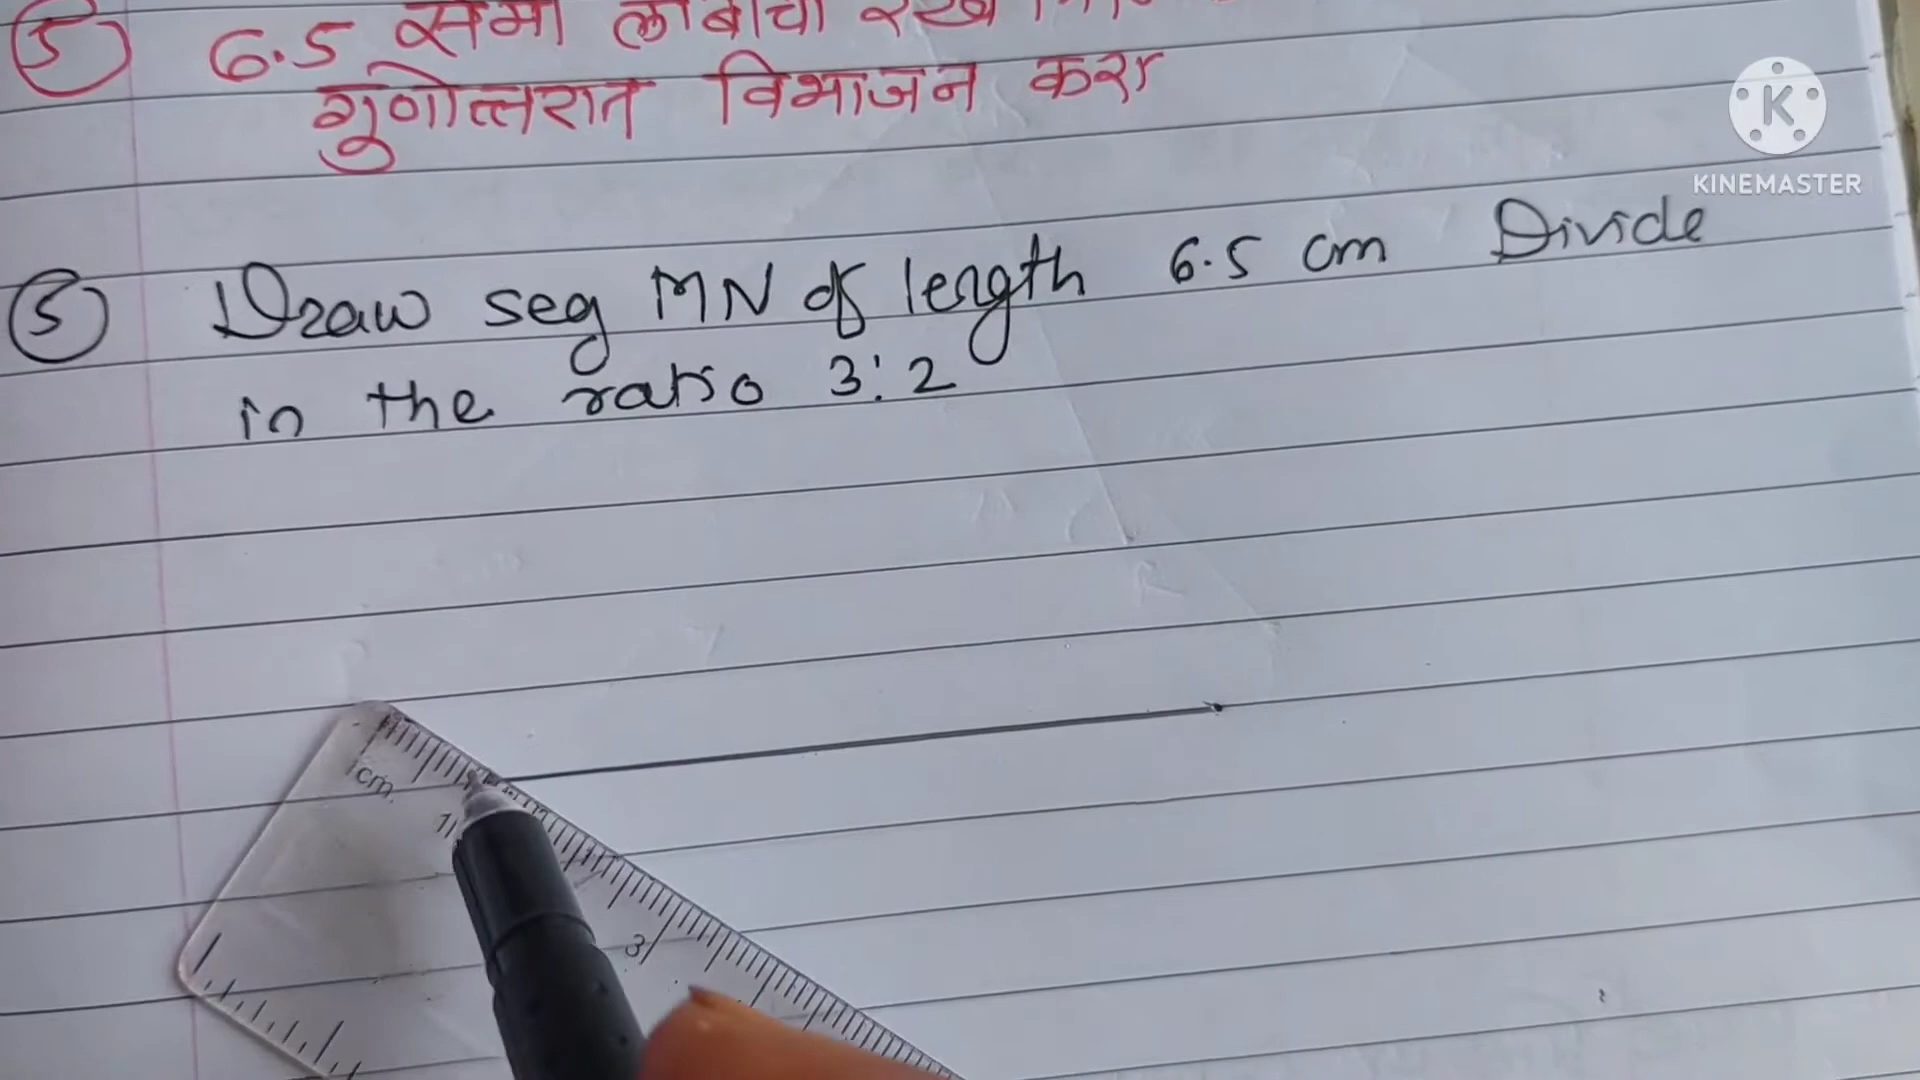 5 6.5 सेमी लांबीचा रेख
गुणोत्तरात विभाजन करा
KINEMASTER
5 Draw seg MN of length 6.5 cm Divide
in the ratio 3:2
cm.
1
3